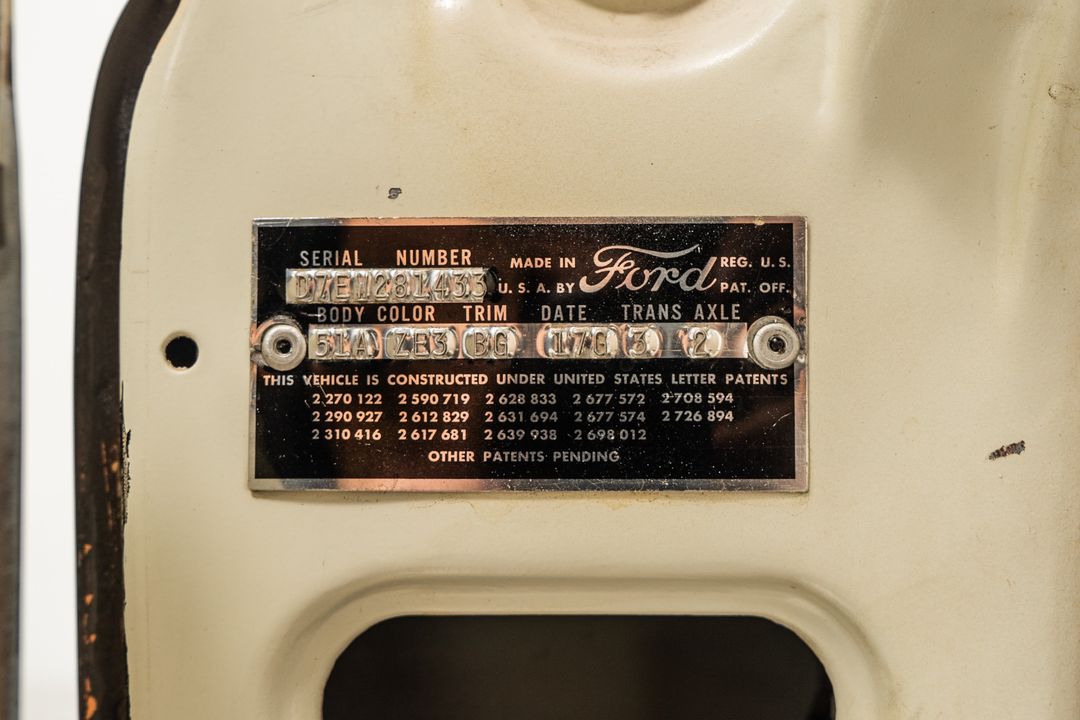 SERIAL NUMBER
D7EW281433
MADE IN Ford REG. U.S.
U. S. A. BY PAT. OFF.
BODY COLOR TRIM DATE TRANS AXLE
51A ZE3 BG 17G 3 2
THIS VEHICLE IS CONSTRUCTED UNDER UNITED STATES LETTER PATENTS
2 270 122 2 590 719 2 628 833 2 677 572 2 708 594
2 290 927 2 612 829 2 631 694 2 677 574 2 726 894
2 310 416 2 617 681 2 639 938 2 698 012
OTHER PATENTS PENDING